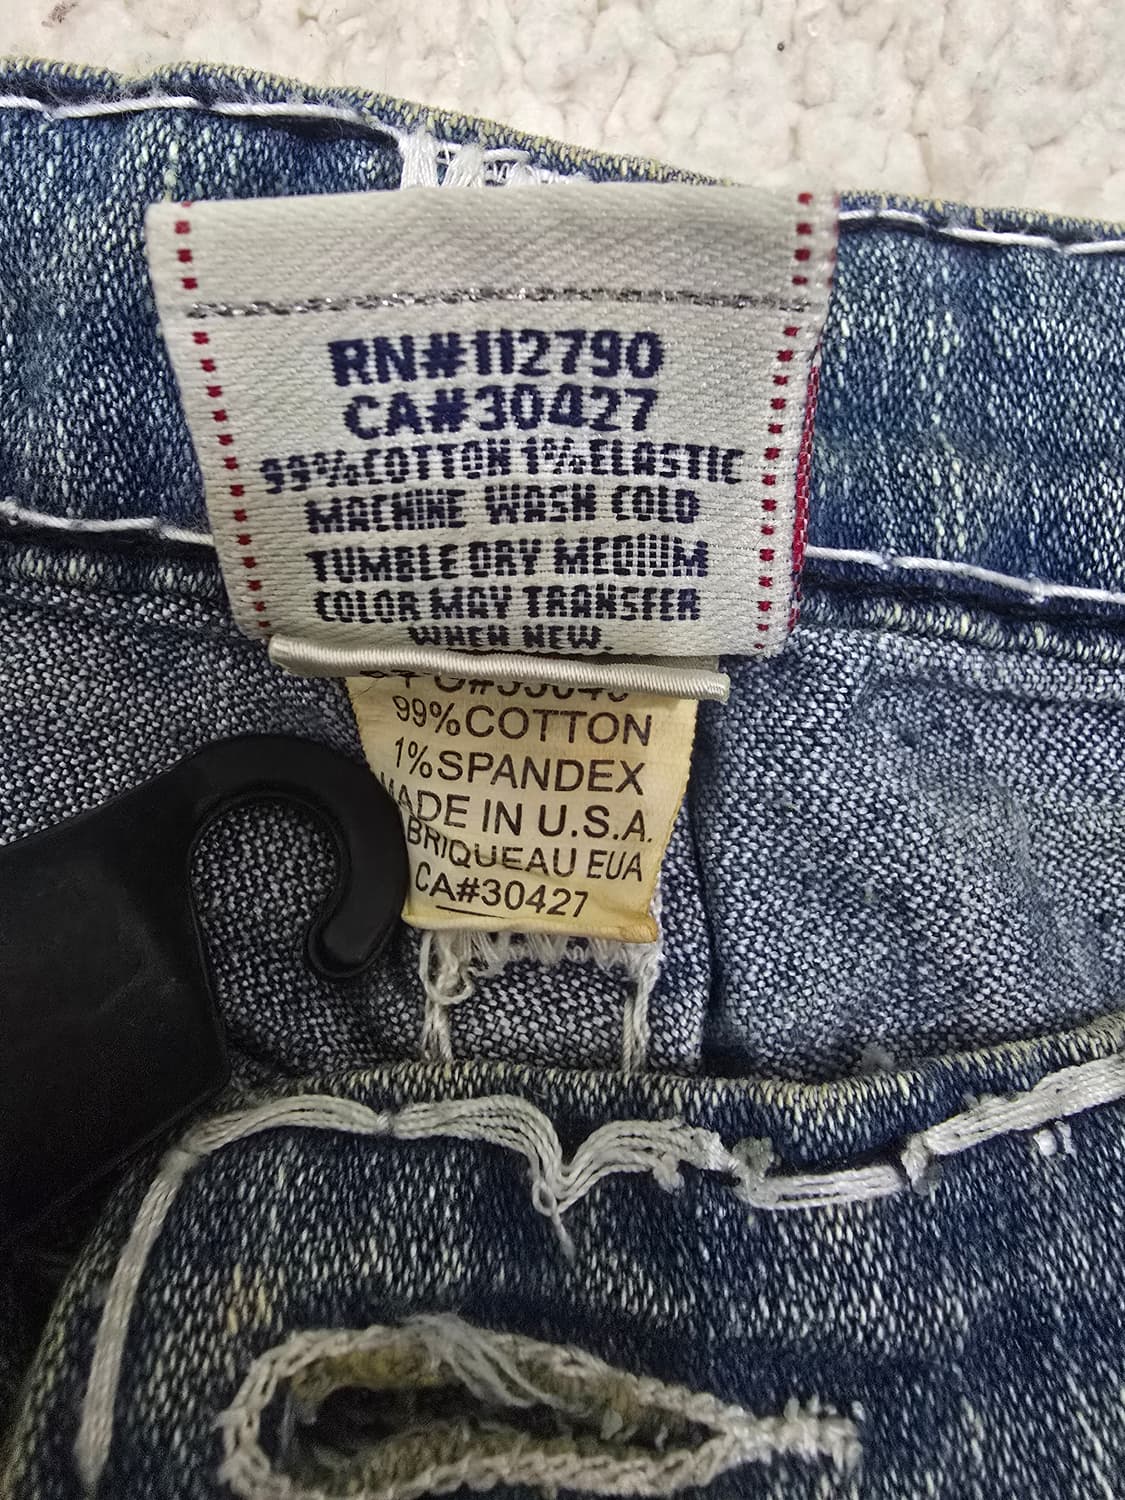 RN#112790
CA#30427
99%COTTON 1%ELASTIC
MACHINE WASH COLD
TUMBLE DRY MEDIUM
COLOR MAY TRANSFER
WHEN NEW.
99%COTTON
1%SPANDEX
MADE IN U.S.A.
BRIQUEAU EUA
CA#30427